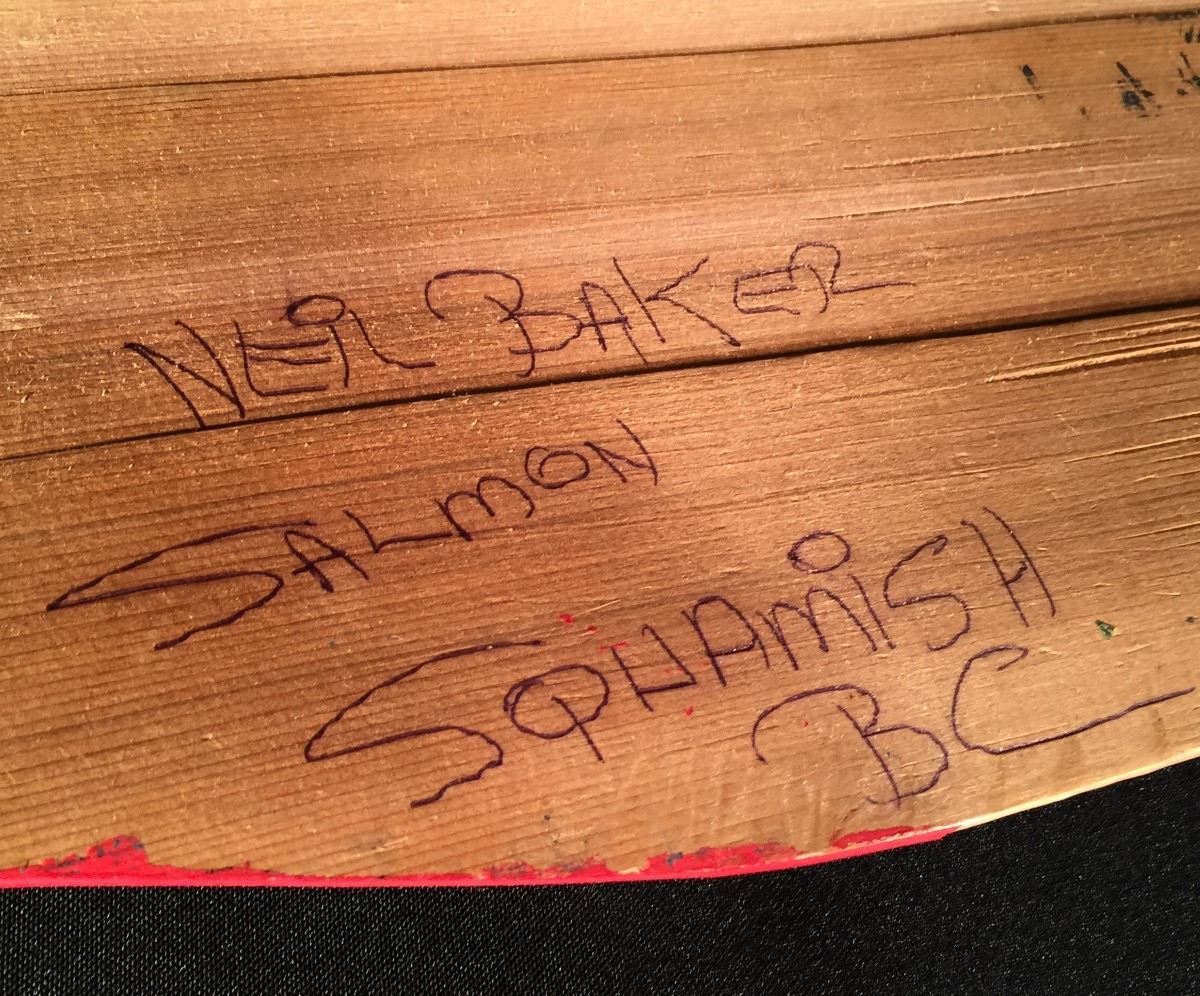 NEIL BAKER
SALMON
SQUAMISH
BC